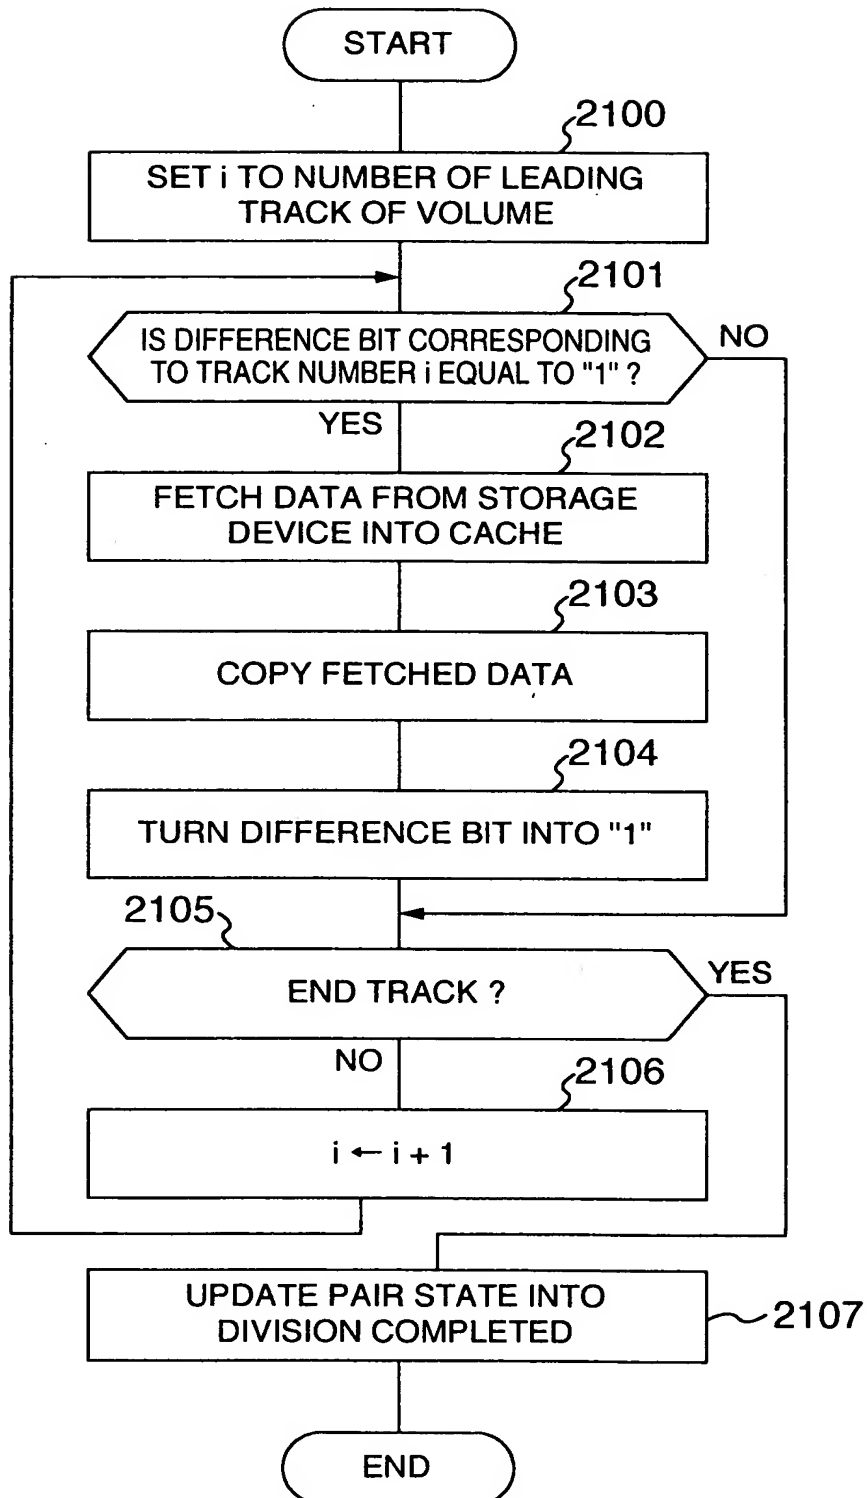 START
2100
SET i TO NUMBER OF LEADING
TRACK OF VOLUME
2101
IS DIFFERENCE BIT CORRESPONDING
TO TRACK NUMBER i EQUAL TO "1" ?
NO
YES
2102
FETCH DATA FROM STORAGE
DEVICE INTO CACHE
2103
COPY FETCHED DATA
2104
TURN DIFFERENCE BIT INTO "1"
2105
END TRACK ?
YES
NO
2106
i ← i + 1
UPDATE PAIR STATE INTO
DIVISION COMPLETED
2107
END